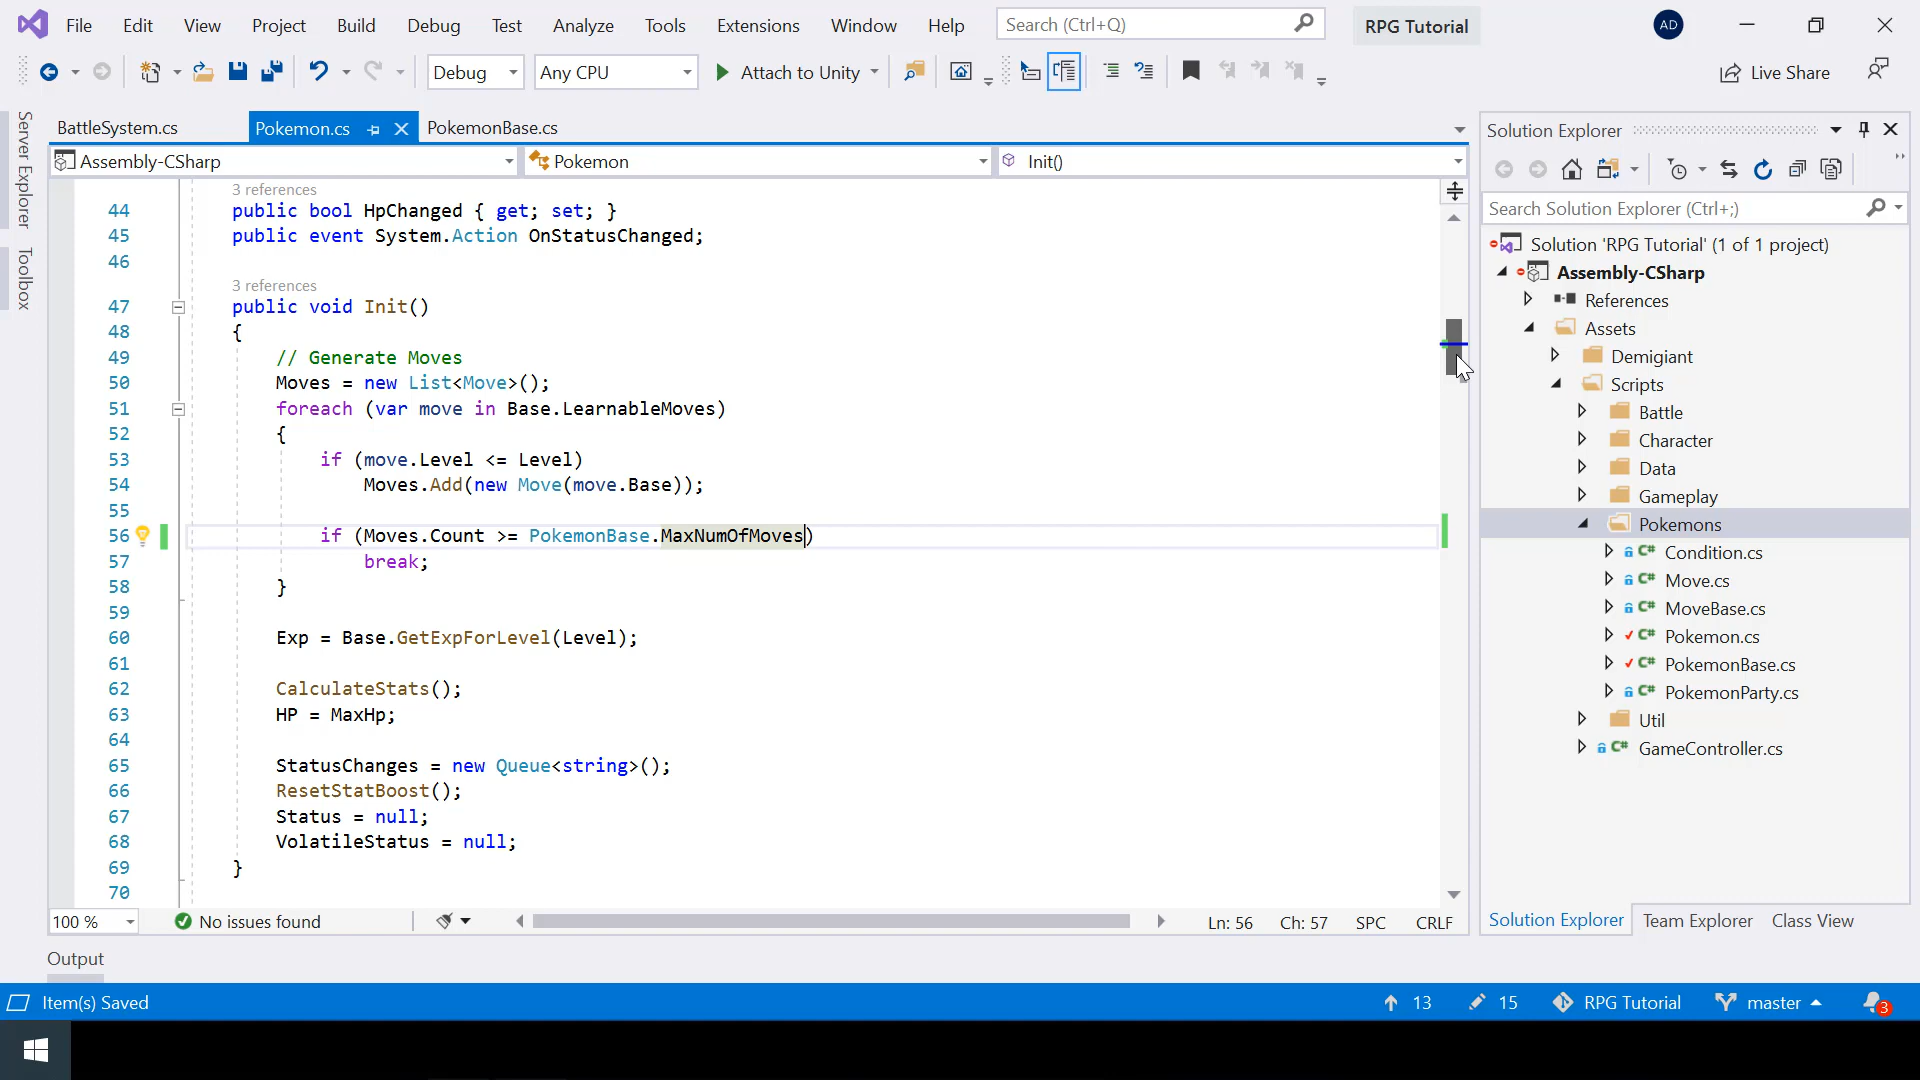 File Edit View Project Build Debug Test Analyze Tools Extensions Window Help Search (Ctrl+Q) RPG Tutorial AD
Debug Any CPU Attach to Unity Live Share
Server Explorer
Toolbox
BattleSystem.cs Pokemon.cs PokemonBase.cs
Assembly-CSharp Pokemon Init()
3 references
44 public bool HpChanged { get; set; }
45 public event System.Action OnStatusChanged;
46
3 references
47 public void Init()
48 {
49 // Generate Moves
50 Moves = new List<Move>();
51 foreach (var move in Base.LearnableMoves)
52 {
53 if (move.Level <= Level)
54 Moves.Add(new Move(move.Base));
55
56 if (Moves.Count >= PokemonBase.MaxNumOfMoves)
57 break;
58 }
59
60 Exp = Base.GetExpForLevel(Level);
61
62 CalculateStats();
63 HP = MaxHp;
64
65 StatusChanges = new Queue<string>();
66 ResetStatBoost();
67 Status = null;
68 VolatileStatus = null;
69 }
70
100 % No issues found Ln: 56 Ch: 57 SPC CRLF
Solution Explorer
Search Solution Explorer (Ctrl+;)
Solution 'RPG Tutorial' (1 of 1 project)
Assembly-CSharp
References
Assets
Demigiant
Scripts
Battle
Character
Data
Gameplay
Pokemons
C# Condition.cs
C# Move.cs
C# MoveBase.cs
C# Pokemon.cs
C# PokemonBase.cs
C# PokemonParty.cs
Util
C# GameController.cs
Solution Explorer Team Explorer Class View
Output
Item(s) Saved 13 15 RPG Tutorial master 3